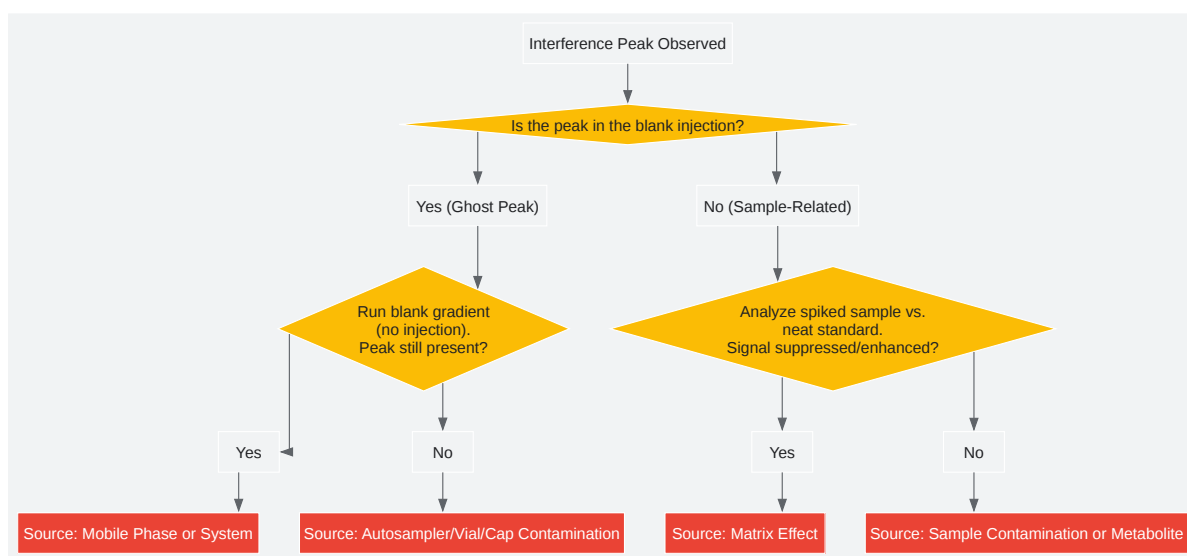 Interference Peak Observed
Is the peak in the blank injection?
Yes (Ghost Peak)
No (Sample-Related)
Run blank gradient
(no injection).
Peak still present?
Analyze spiked sample vs.
neat standard.
Signal suppressed/enhanced?
Yes
No
Yes
No
Source: Mobile Phase or System
Source: Autosampler/Vial/Cap Contamination
Source: Matrix Effect
Source: Sample Contamination or Metabolite